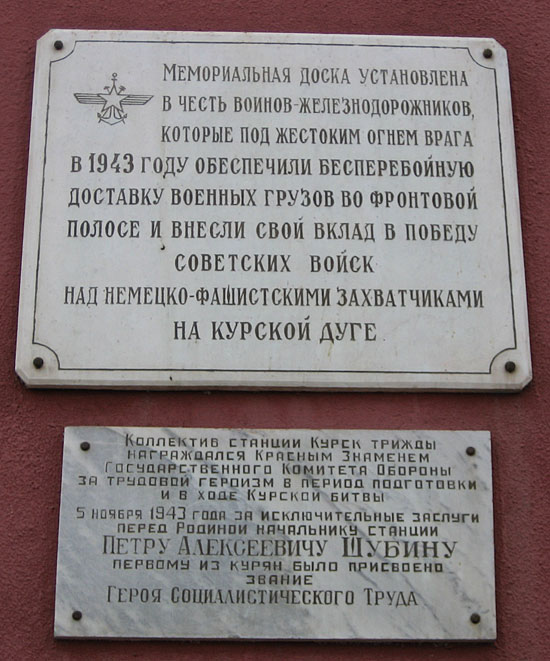 Мемориальная доска установлена
в честь воинов-железнодорожников,
которые под жестоким огнем врага
в 1943 году обеспечили бесперебойную
доставку военных грузов во фронтовой
полосе и внесли свой вклад в победу
советских войск
над немецко-фашистскими захватчиками
на Курской дуге
Коллектив станции Курск трижды
награждался Красным Знаменем
Государственного Комитета Обороны
за трудовой героизм в период подготовки
и в ходе Курской битвы
5 ноября 1943 года за исключительные заслуги
перед Родиной начальнику станции
Петру Алексеевичу Шубину
первому из курян было присвоено
звание
Героя Социалистического Труда